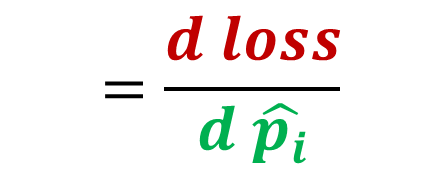 = d loss
d p̂ᵢ